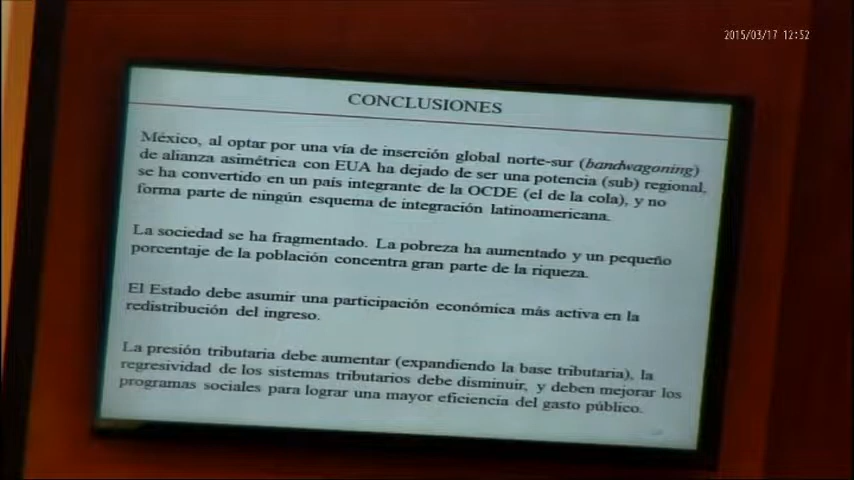 2015/03/17 12:52
CONCLUSIONES
México, al optar por una vía de inserción global norte-sur (bandwagoning)
de alianza asimétrica con EUA ha dejado de ser una potencia (sub) regional,
se ha convertido en un país integrante de la OCDE (el de la cola), y no
forma parte de ningún esquema de integración latinoamericana.
La sociedad se ha fragmentado. La pobreza ha aumentado y un pequeño
porcentaje de la población concentra gran parte de la riqueza.
El Estado debe asumir una participación económica más activa en la
redistribución del ingreso.
La presión tributaria debe aumentar (expandiendo la base tributaria), la
regresividad de los sistemas tributarios debe disminuir, y deben mejorar los
programas sociales para lograr una mayor eficiencia del gasto público.